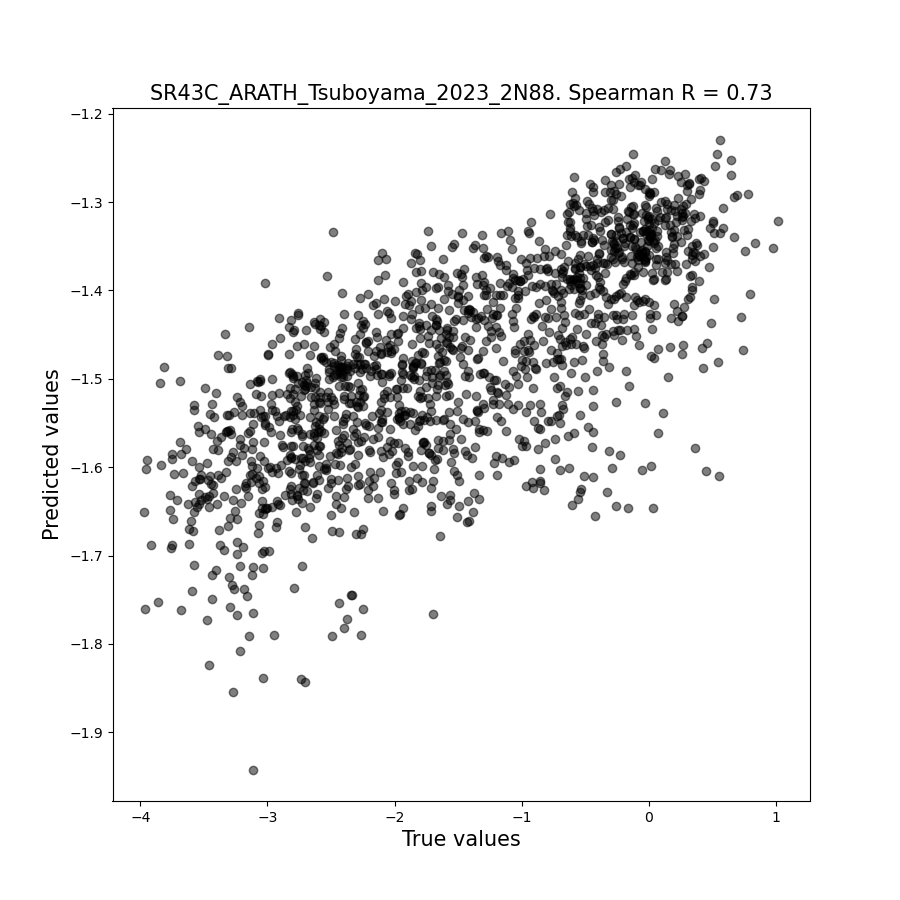 SR43C_ARATH_Tsuboyama_2023_2N88. Spearman R = 0.73
Predicted values
−1.2
−1.3
−1.4
−1.5
−1.6
−1.7
−1.8
−1.9
−4 −3 −2 −1 0 1
True values